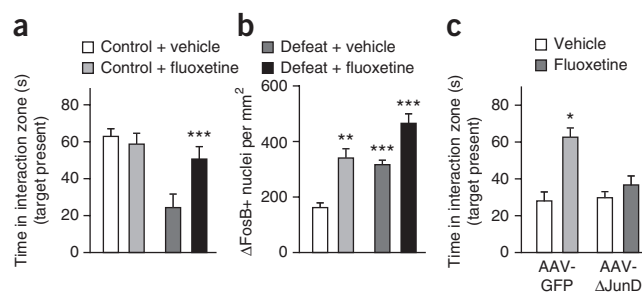 a
b
c
Control + vehicle
Control + fluoxetine
Defeat + vehicle
Defeat + fluoxetine
Vehicle
Fluoxetine
Time in interaction zone (s)
(target present)
80
60
40
20
0
***
ΔFosB+ nuclei per mm²
600
400
200
0
**
***
***
Time in interaction zone (s)
(target present)
80
60
40
20
0
*
AAV-
GFP
AAV-
ΔJunD